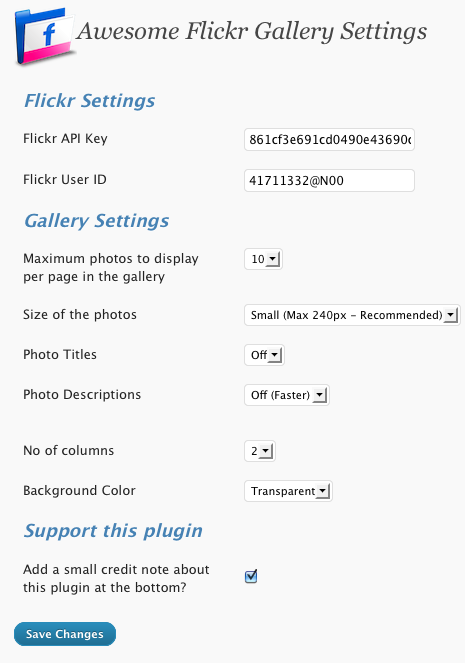 f
Awesome Flickr Gallery Settings
Flickr Settings
Flickr API Key 861cf3e691cd0490e43690
Flickr User ID 41711332@N00
Gallery Settings
Maximum photos to display
per page in the gallery 10
Size of the photos Small (Max 240px - Recommended)
Photo Titles Off
Photo Descriptions Off (Faster)
No of columns 2
Background Color Transparent
Support this plugin
Add a small credit note about
this plugin at the bottom?
Save Changes